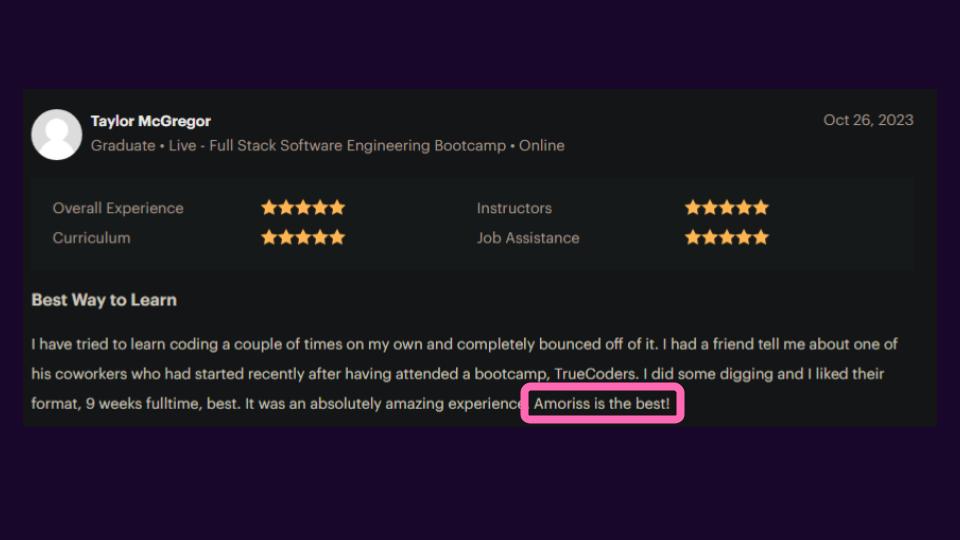 Taylor McGregor
Oct 26, 2023
Graduate • Live - Full Stack Software Engineering Bootcamp • Online
Overall Experience
Instructors
Curriculum
Job Assistance
Best Way to Learn
I have tried to learn coding a couple of times on my own and completely bounced off of it. I had a friend tell me about one of
his coworkers who had started recently after having attended a bootcamp, TrueCoders. I did some digging and I liked their
format, 9 weeks fulltime, best. It was an absolutely amazing experience Amoriss is the best!